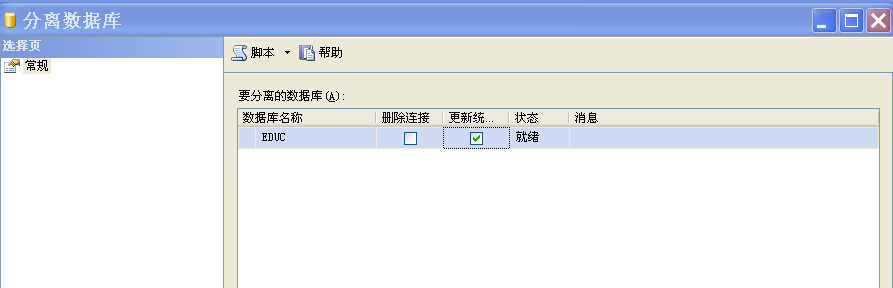 分离数据库
选择页
常规
脚本 帮助
要分离的数据库(A):
数据库名称 删除连接 更新统... 状态 消息
EDUC 就绪